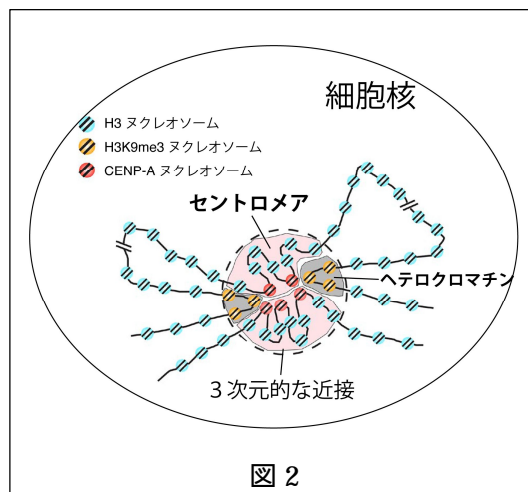 細胞核
H3 ヌクレオソーム
H3K9me3 ヌクレオソーム
CENP-A ヌクレオソーム
セントロメア
ヘテロクロマチン
3次元的な近接
図 2